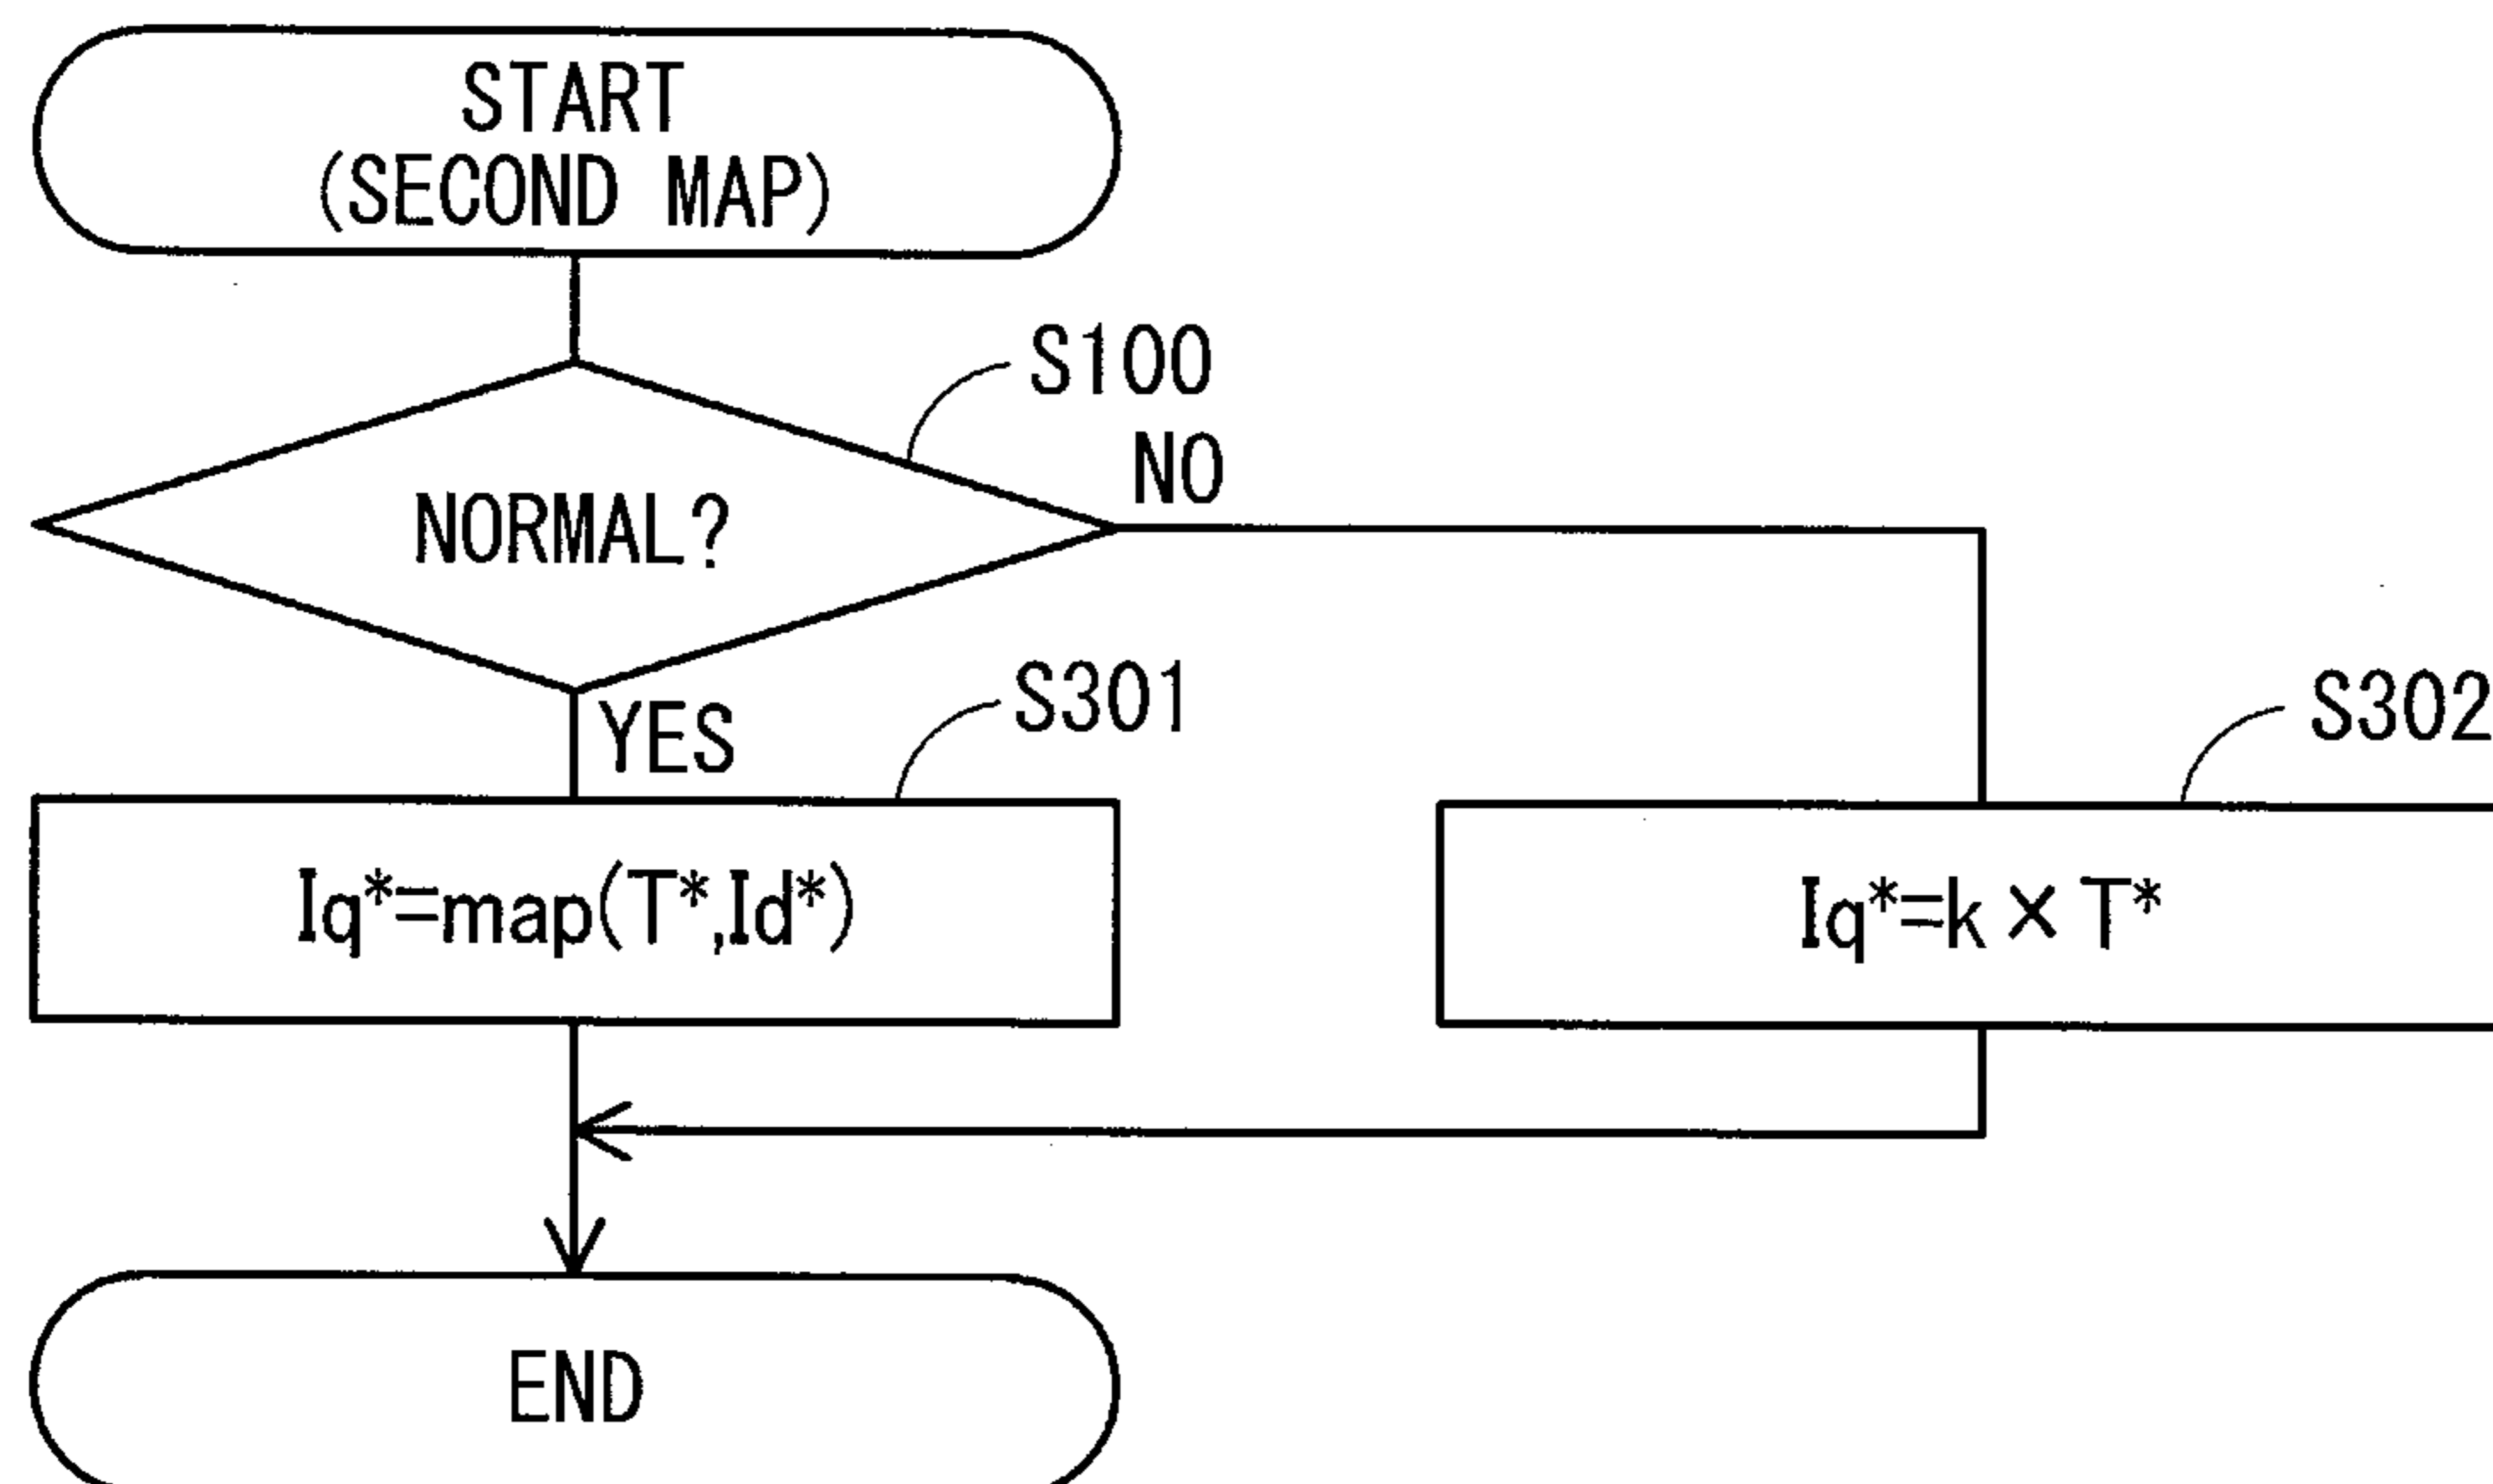 START
(SECOND MAP)
S100
NO
NORMAL?
YES
S301
S302
Iq*=map(T*,Id*)
Iq*=k×T*
END